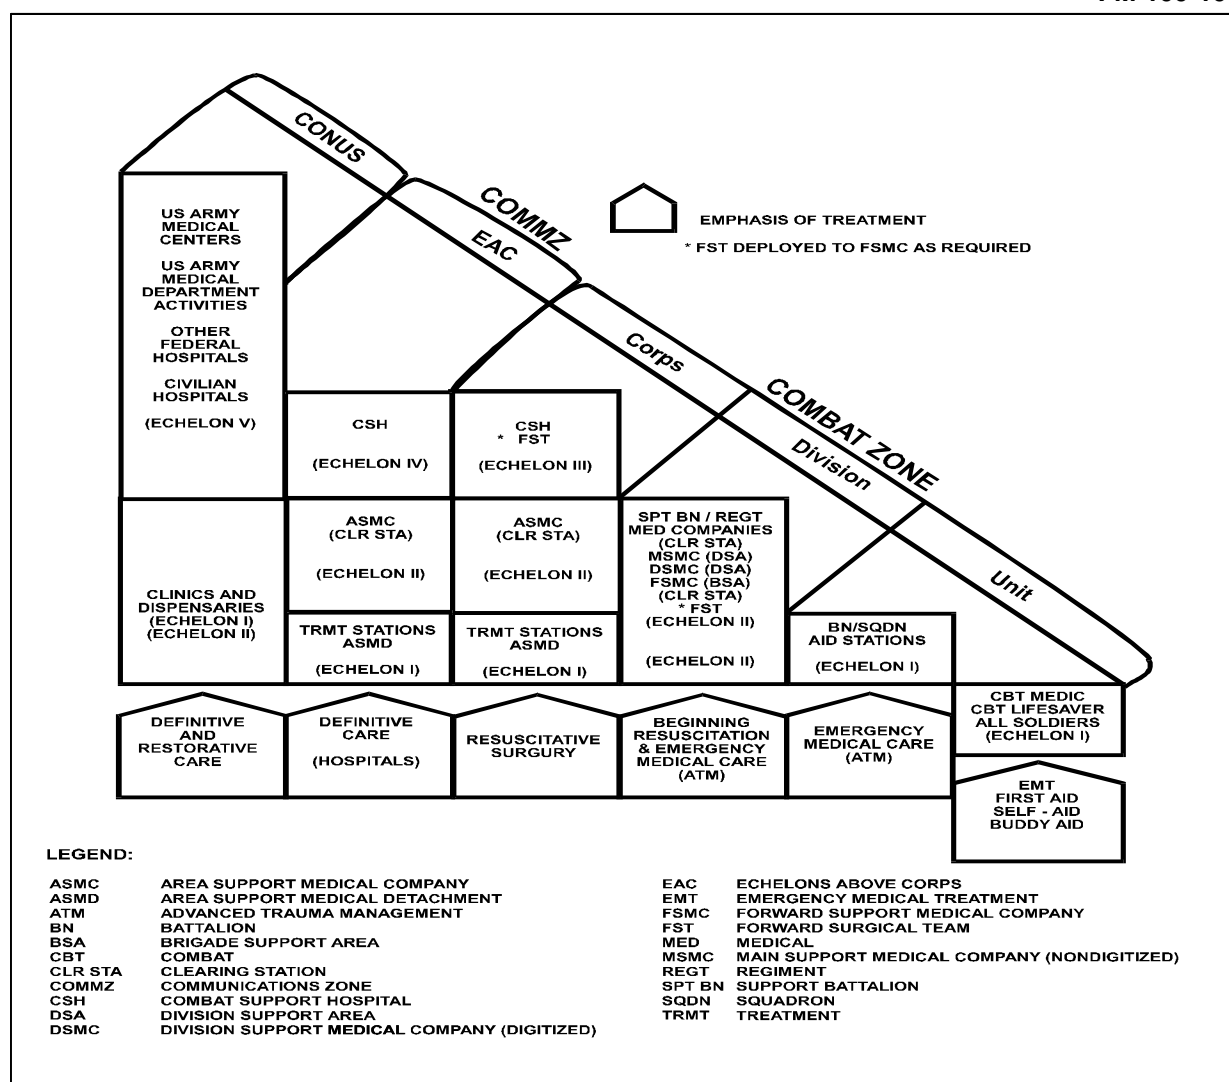 CONUS
COMMZ
EAC
Corps
COMBAT ZONE
Division
Unit
EMPHASIS OF TREATMENT
* FST DEPLOYED TO FSMC AS REQUIRED
US ARMY
MEDICAL
CENTERS
US ARMY
MEDICAL
DEPARTMENT
ACTIVITIES
OTHER
FEDERAL
HOSPITALS
CIVILIAN
HOSPITALS
(ECHELON V)
CLINICS AND
DISPENSARIES
(ECHELON I)
(ECHELON II)
CSH
(ECHELON IV)
ASMC
(CLR STA)
(ECHELON II)
TRMT STATIONS
ASMD
(ECHELON I)
CSH
* FST
(ECHELON III)
ASMC
(CLR STA)
(ECHELON II)
TRMT STATIONS
ASMD
(ECHELON I)
SPT BN / REGT
MED COMPANIES
(CLR STA)
MSMC (DSA)
DSMC (DSA)
FSMC (BSA)
(CLR STA)
* FST
(ECHELON II)
(ECHELON II)
BN/SQDN
AID STATIONS
(ECHELON I)
CBT MEDIC
CBT LIFESAVER
ALL SOLDIERS
(ECHELON I)
DEFINITIVE
AND
RESTORATIVE
CARE
DEFINITIVE
CARE
(HOSPITALS)
RESUSCITATIVE
SURGURY
BEGINNING
RESUSCITATION
& EMERGENCY
MEDICAL CARE
(ATM)
EMERGENCY
MEDICAL CARE
(ATM)
EMT
FIRST AID
SELF - AID
BUDDY AID
LEGEND:
ASMC AREA SUPPORT MEDICAL COMPANY
ASMD AREA SUPPORT MEDICAL DETACHMENT
ATM ADVANCED TRAUMA MANAGEMENT
BN BATTALION
BSA BRIGADE SUPPORT AREA
CBT COMBAT
CLR STA CLEARING STATION
COMMZ COMMUNICATIONS ZONE
CSH COMBAT SUPPORT HOSPITAL
DSA DIVISION SUPPORT AREA
DSMC DIVISION SUPPORT MEDICAL COMPANY (DIGITIZED)
EAC ECHELONS ABOVE CORPS
EMT EMERGENCY MEDICAL TREATMENT
FSMC FORWARD SUPPORT MEDICAL COMPANY
FST FORWARD SURGICAL TEAM
MED MEDICAL
MSMC MAIN SUPPORT MEDICAL COMPANY (NONDIGITIZED)
REGT REGIMENT
SPT BN SUPPORT BATTALION
SQDN SQUADRON
TRMT TREATMENT